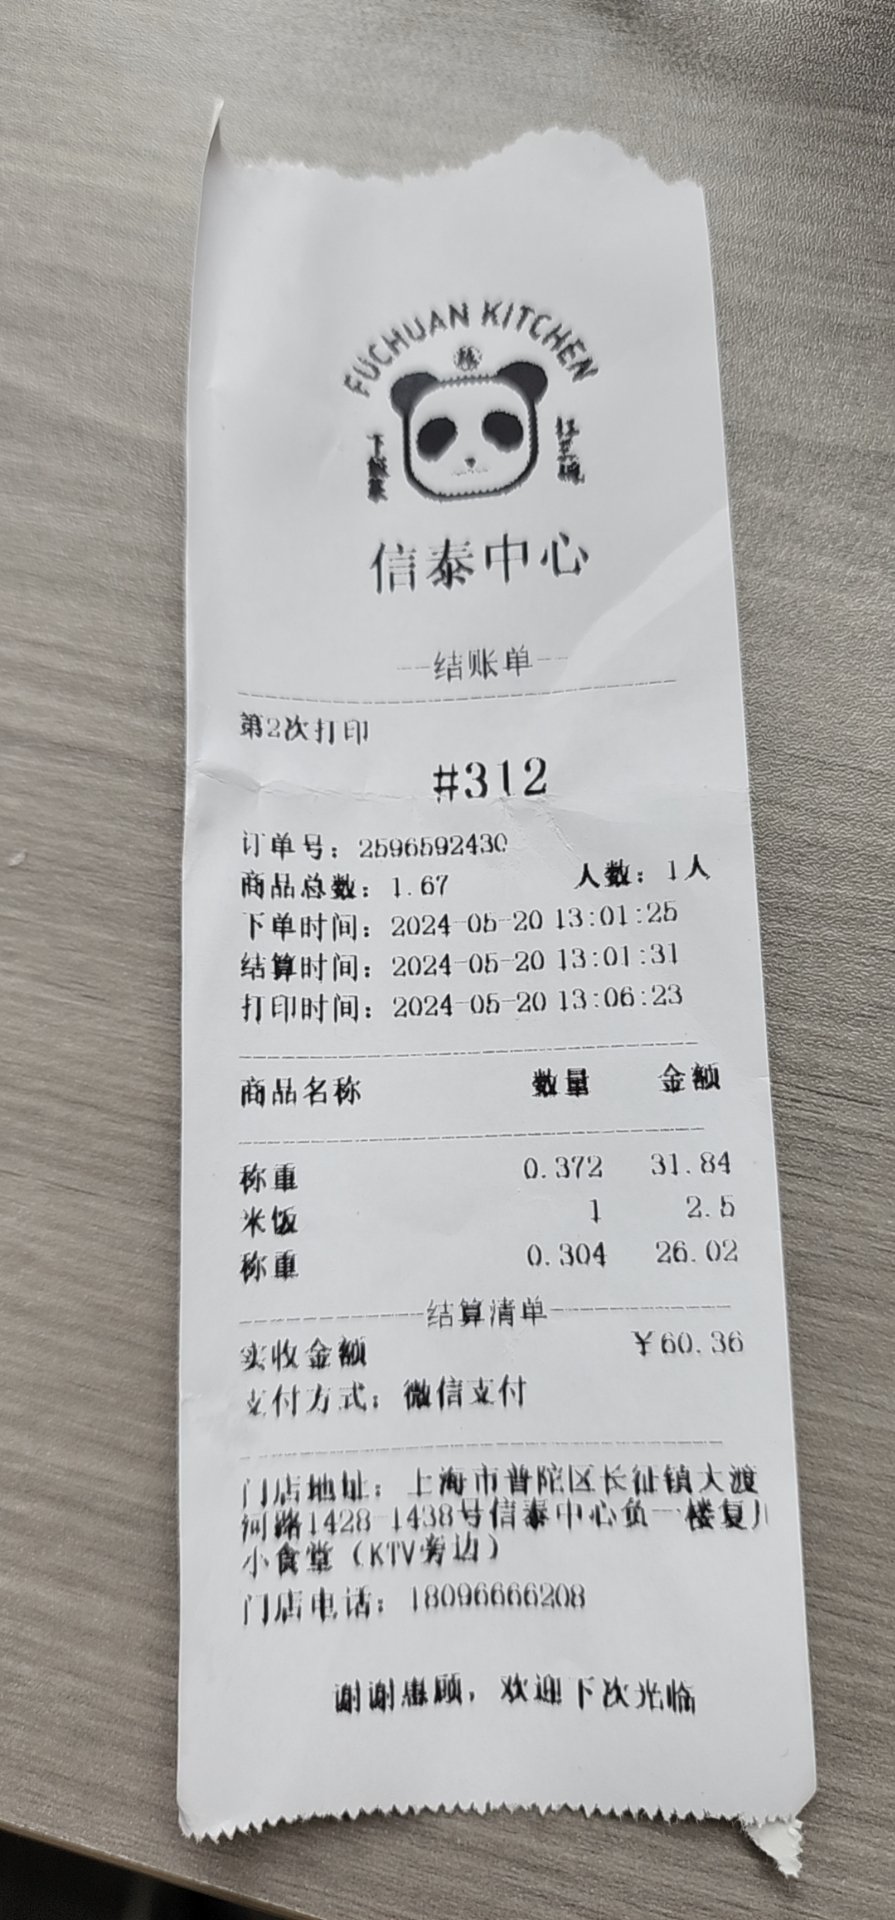 FUCHUAN KITCHEN
下飯菜
信泰中心
--结账单--
第2次打印
#312
订单号：2596592430
商品总数：1.67 人数：1人
下单时间：2024-05-20 13:01:25
结算时间：2024-05-20 13:01:31
打印时间：2024-05-20 13:06:23
商品名称 数量 金额
称重 0.372 31.84
米饭 1 2.5
称重 0.304 26.02
结算清单
实收金额 ￥60.36
支付方式：微信支付
门店地址：上海市普陀区长征镇大渡
河路1428-1438号信泰中心负一楼复川
小食堂（KTV旁边）
门店电话：18096666208
谢谢惠顾，欢迎下次光临